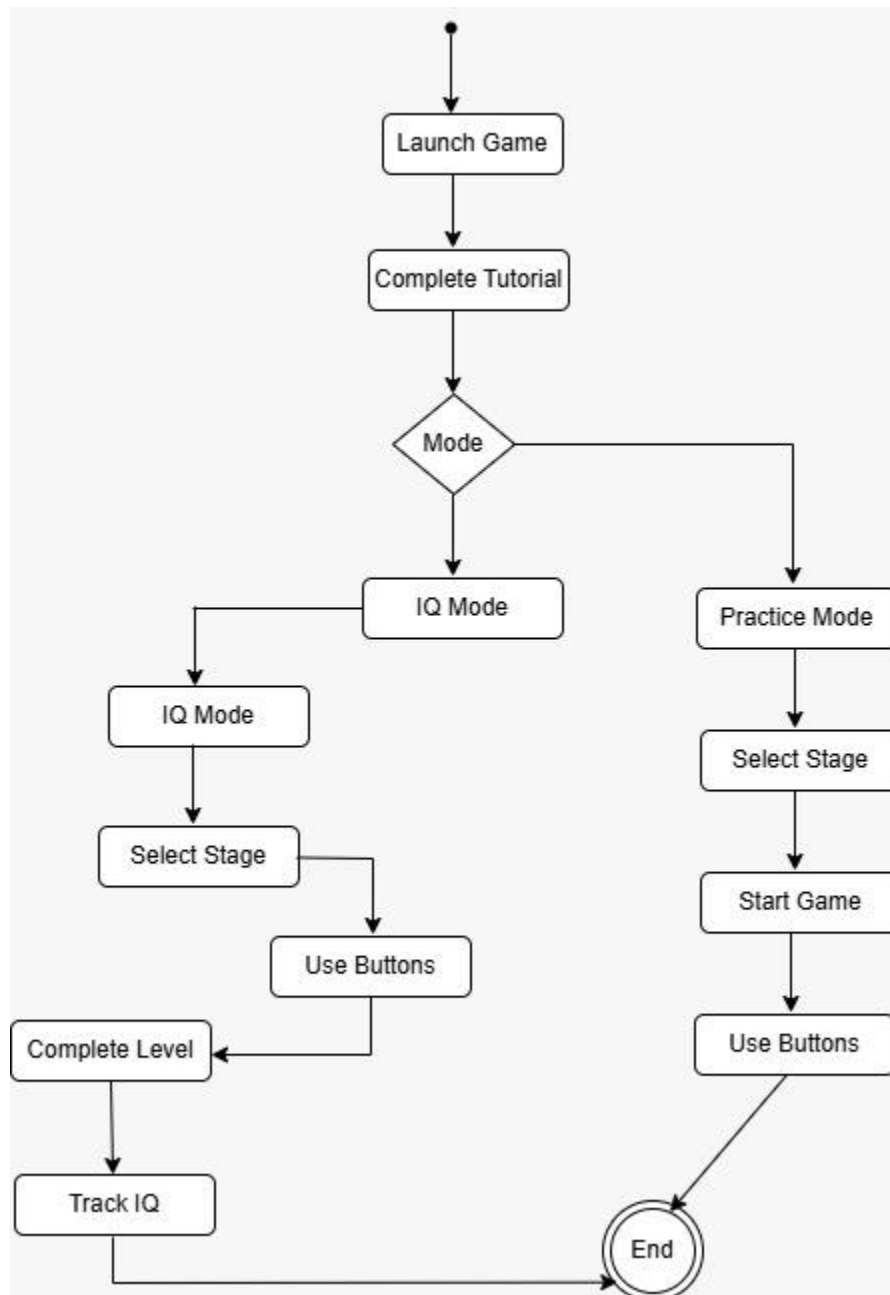 Launch Game
Complete Tutorial
Mode
IQ Mode
Practice Mode
IQ Mode
Select Stage
Select Stage
Start Game
Use Buttons
Complete Level
Use Buttons
Track IQ
End